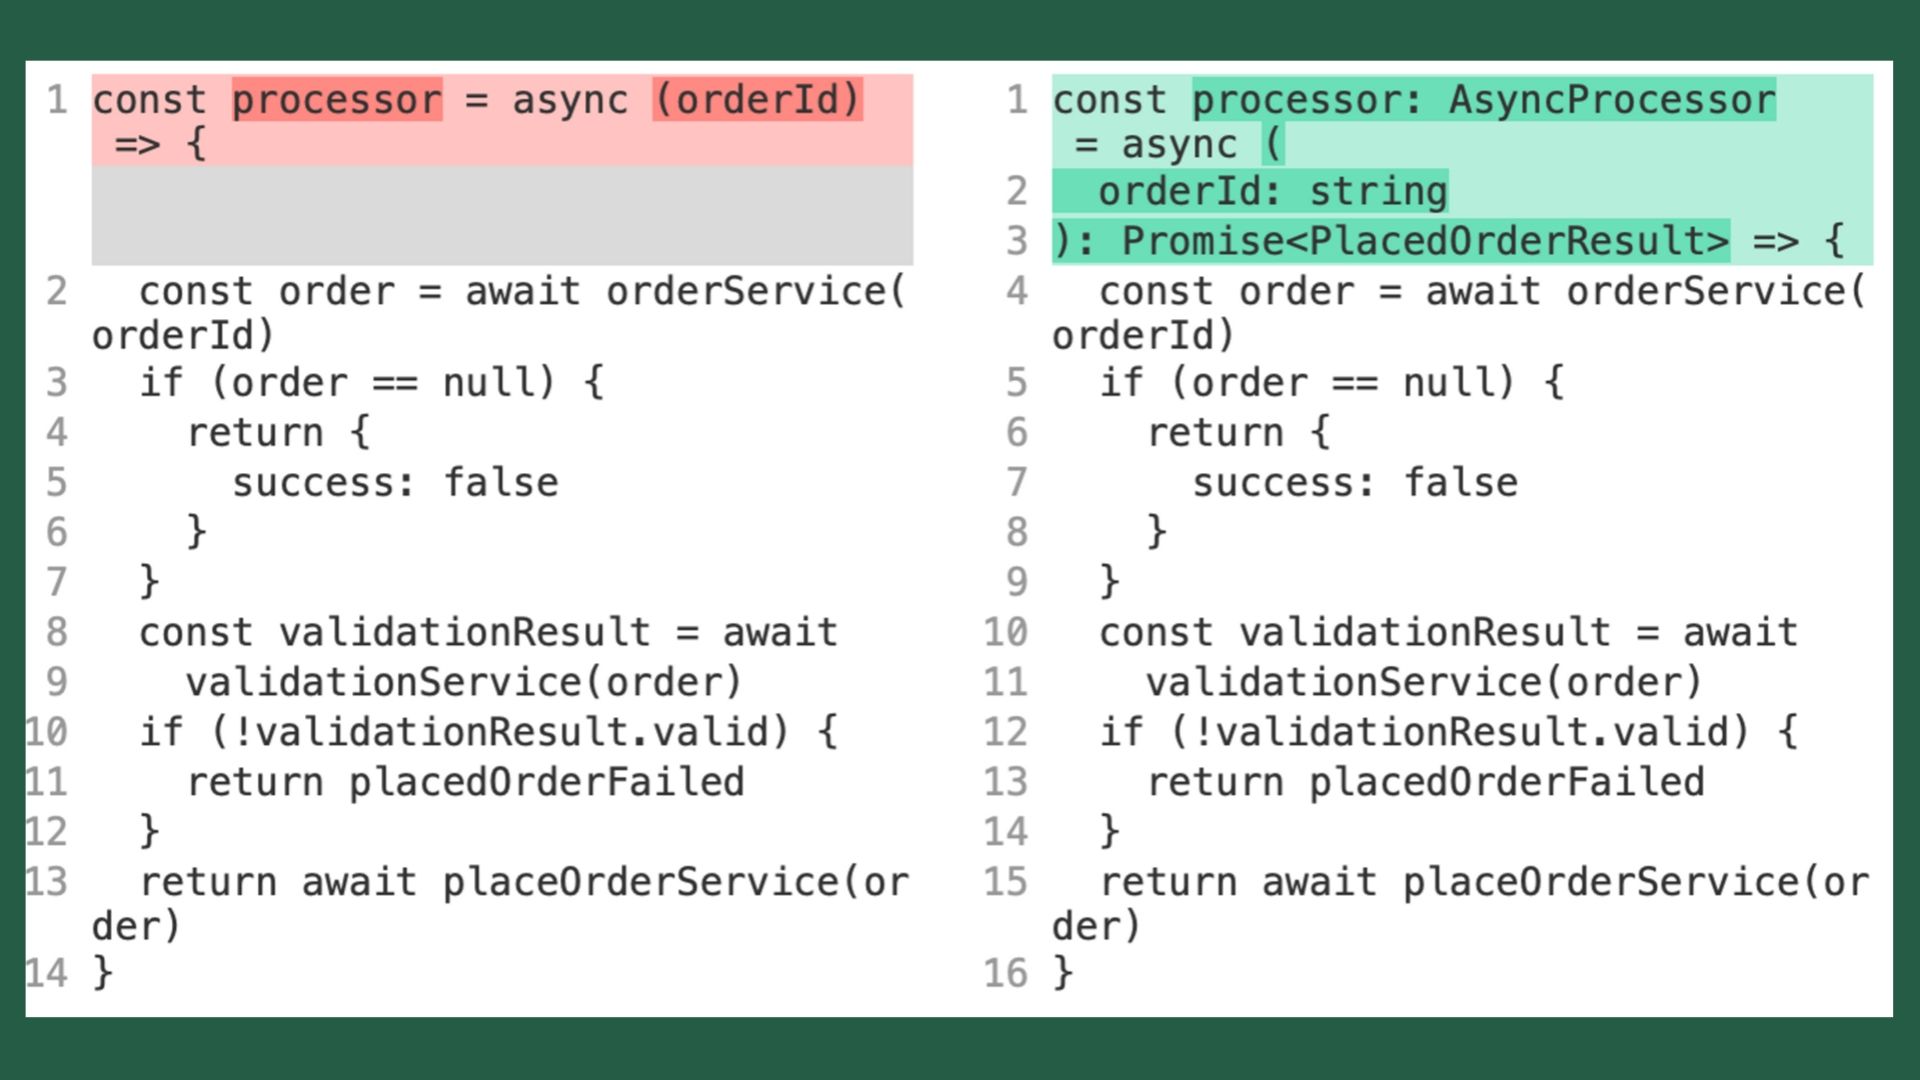 1 const processor = async (orderId)
 => {
2   const order = await orderService(
orderId)
3   if (order == null) {
4     return {
5       success: false
6     }
7   }
8   const validationResult = await
9     validationService(order)
10   if (!validationResult.valid) {
11     return placedOrderFailed
12   }
13   return await placeOrderService(or
der)
14 }
1 const processor: AsyncProcessor
 = async (
2   orderId: string
3 ): Promise<PlacedOrderResult> => {
4   const order = await orderService(
orderId)
5   if (order == null) {
6     return {
7       success: false
8     }
9   }
10   const validationResult = await
11     validationService(order)
12   if (!validationResult.valid) {
13     return placedOrderFailed
14   }
15   return await placeOrderService(or
der)
16 }